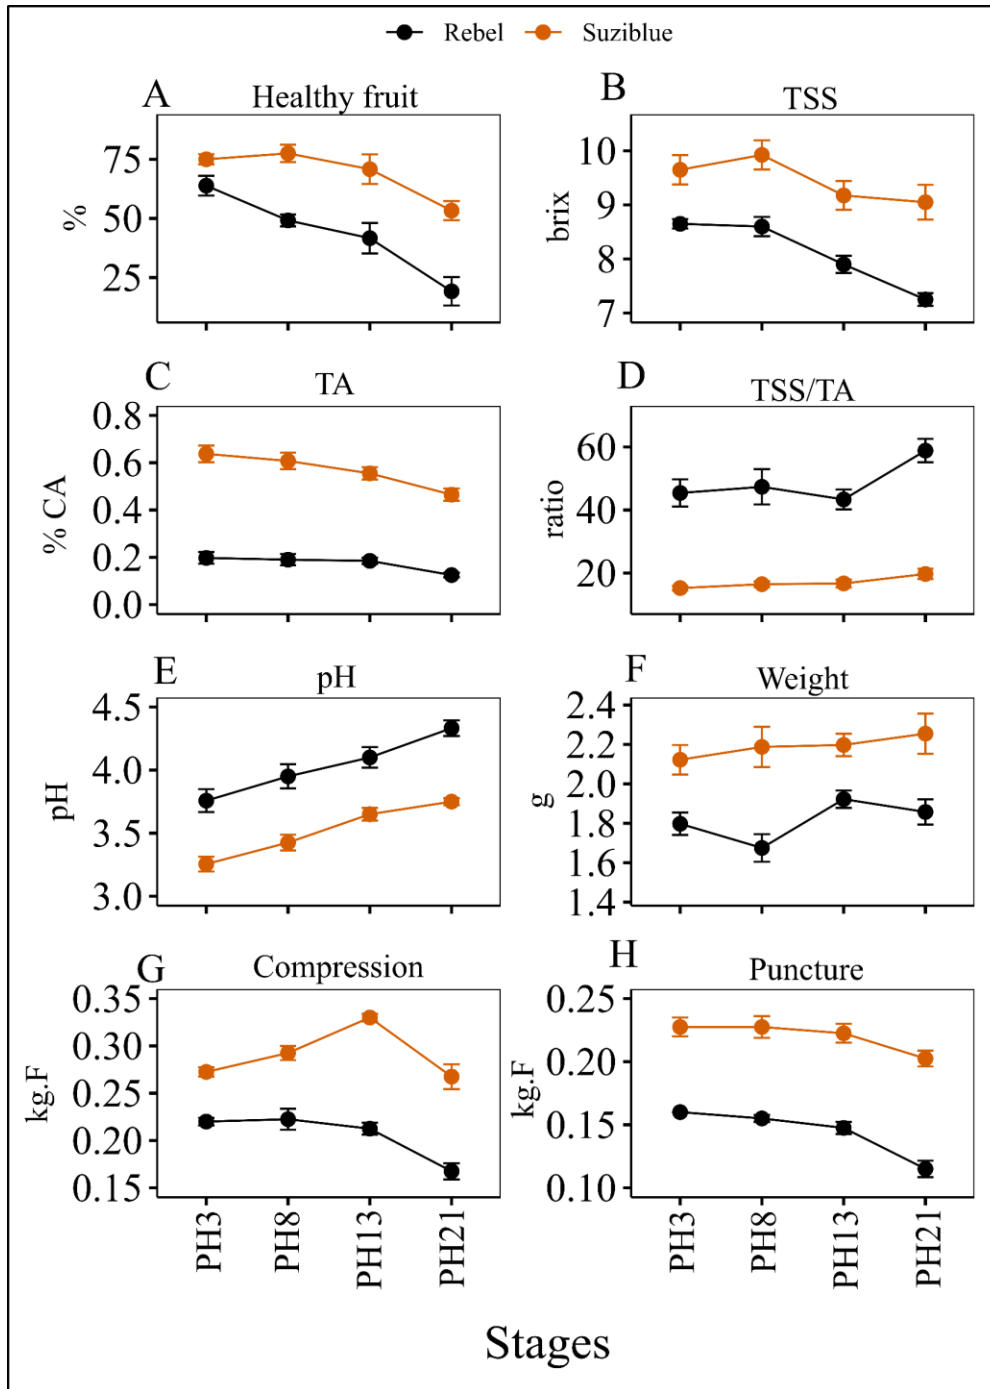 Rebel Suziblue
A Healthy fruit
B TSS
75
50
25
%
10
9
8
7
brix
C TA
D TSS/TA
0.8
0.6
0.4
0.2
0.0
% CA
60
40
20
ratio
E pH
F Weight
4.5
4.0
3.5
3.0
pH
2.4
2.2
2.0
1.8
1.6
1.4
g
G Compression
H Puncture
0.35
0.30
0.25
0.20
0.15
kg.F
0.25
0.20
0.15
0.10
kg.F
PH3 PH8 PH13 PH21
PH3 PH8 PH13 PH21
Stages